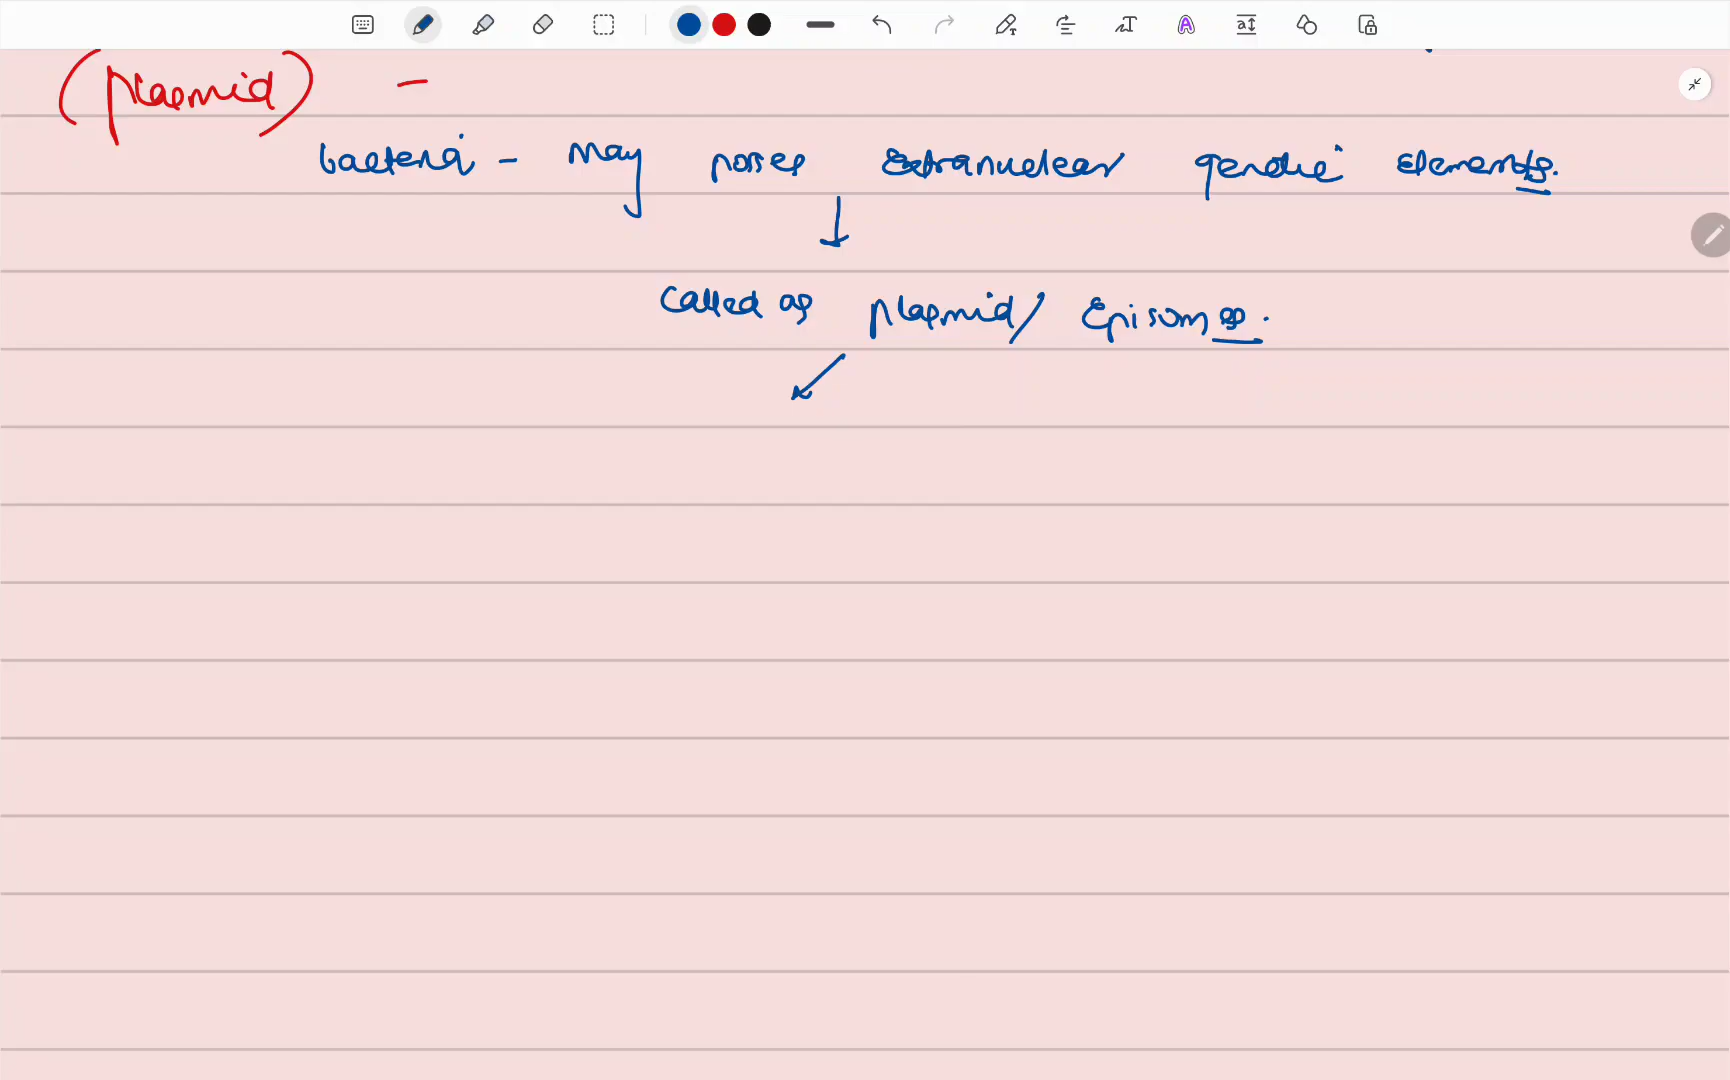 (Plasmid) -
bacteria - May posses Extranuclear genetic Elements.
Called as Plasmid/ Episomes.